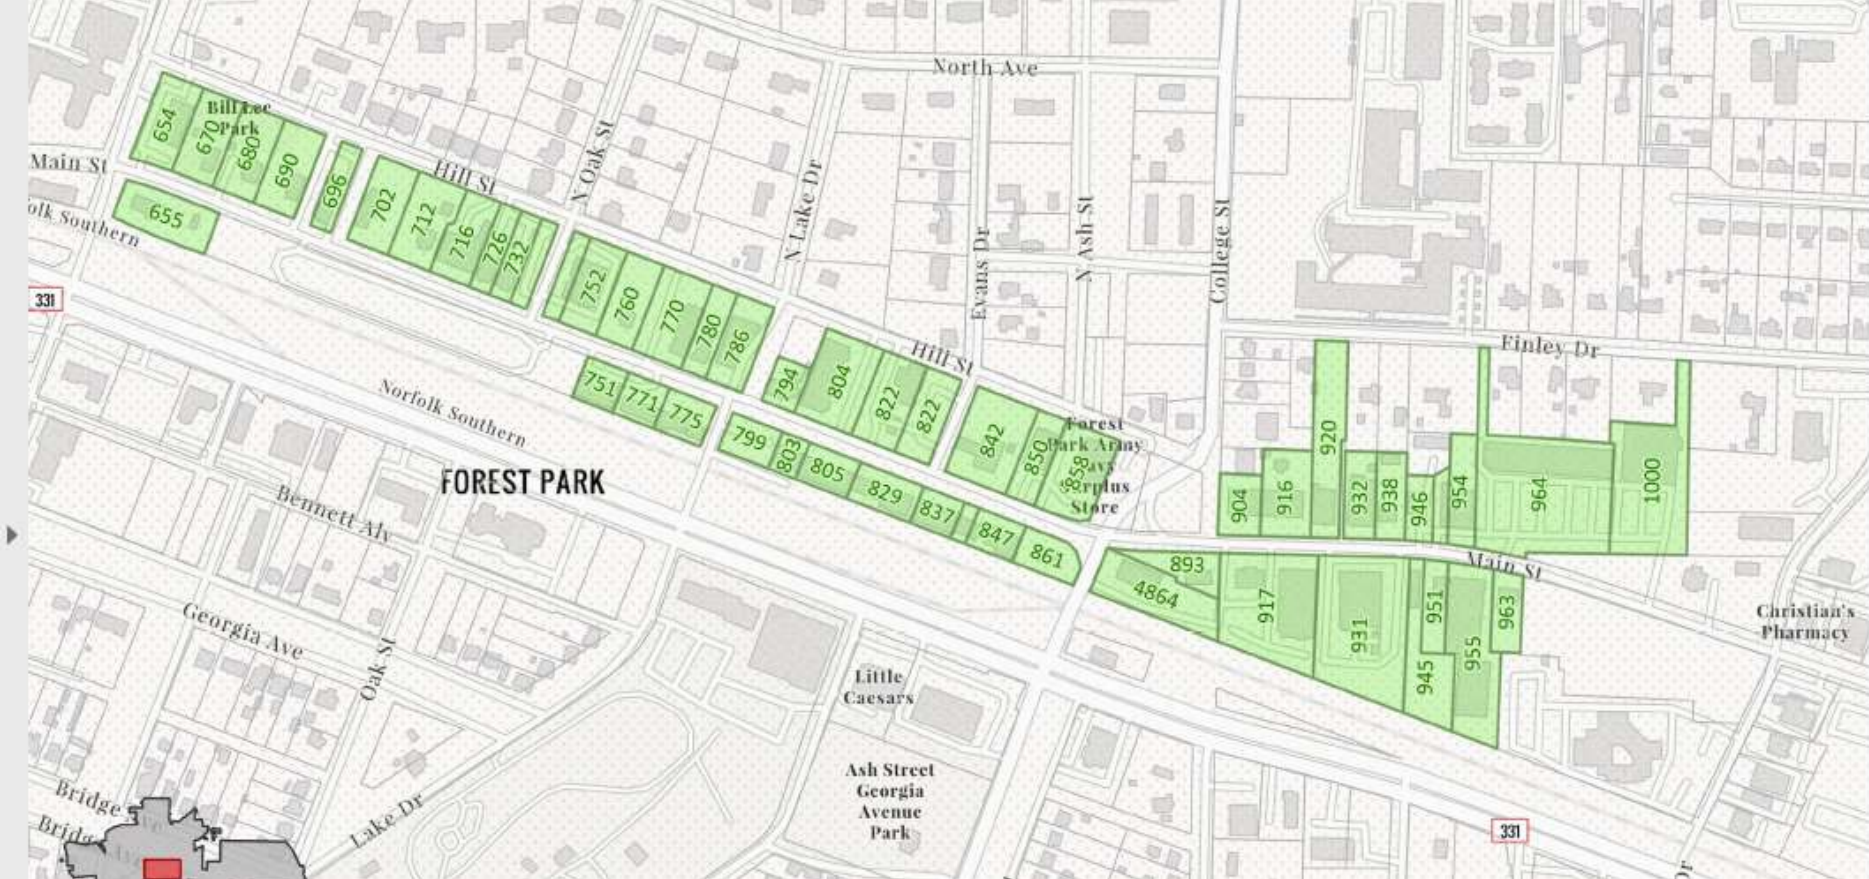 North Ave
Bill Lee
Park
654
670
680
690
696
Main St
655
Norfolk Southern
Hill St
N Oak St
702
712
716
726
732
N Lake Dr
752
760
770
780
786
Evans Dr
N Ash St
College St
331
Finley Dr
Hill St
794
804
822
822
842
850
858
Forest
Park Army
Navy
Surplus
Store
751
771
775
799
803
805
829
837
847
861
Norfolk Southern
FOREST PARK
Bennett Alv
904
916
920
932
938
946
954
964
1000
Main St
893
4864
917
931
951
945
955
963
Christian's
Pharmacy
Georgia Ave
Oak St
Little
Caesars
Ash Street
Georgia
Avenue
Park
Bridge Ave
Lake Dr
331